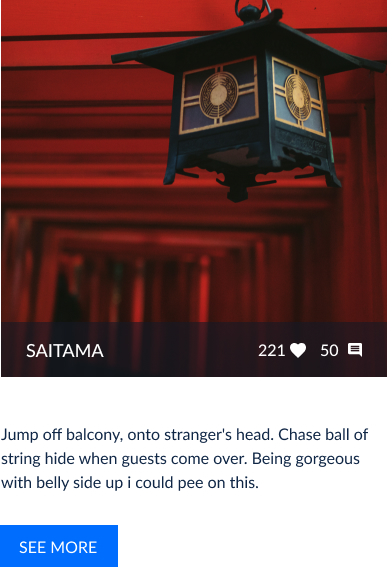 SAITAMA 221 50
Jump off balcony, onto stranger's head. Chase ball of
string hide when guests come over. Being gorgeous
with belly side up i could pee on this.
SEE MORE